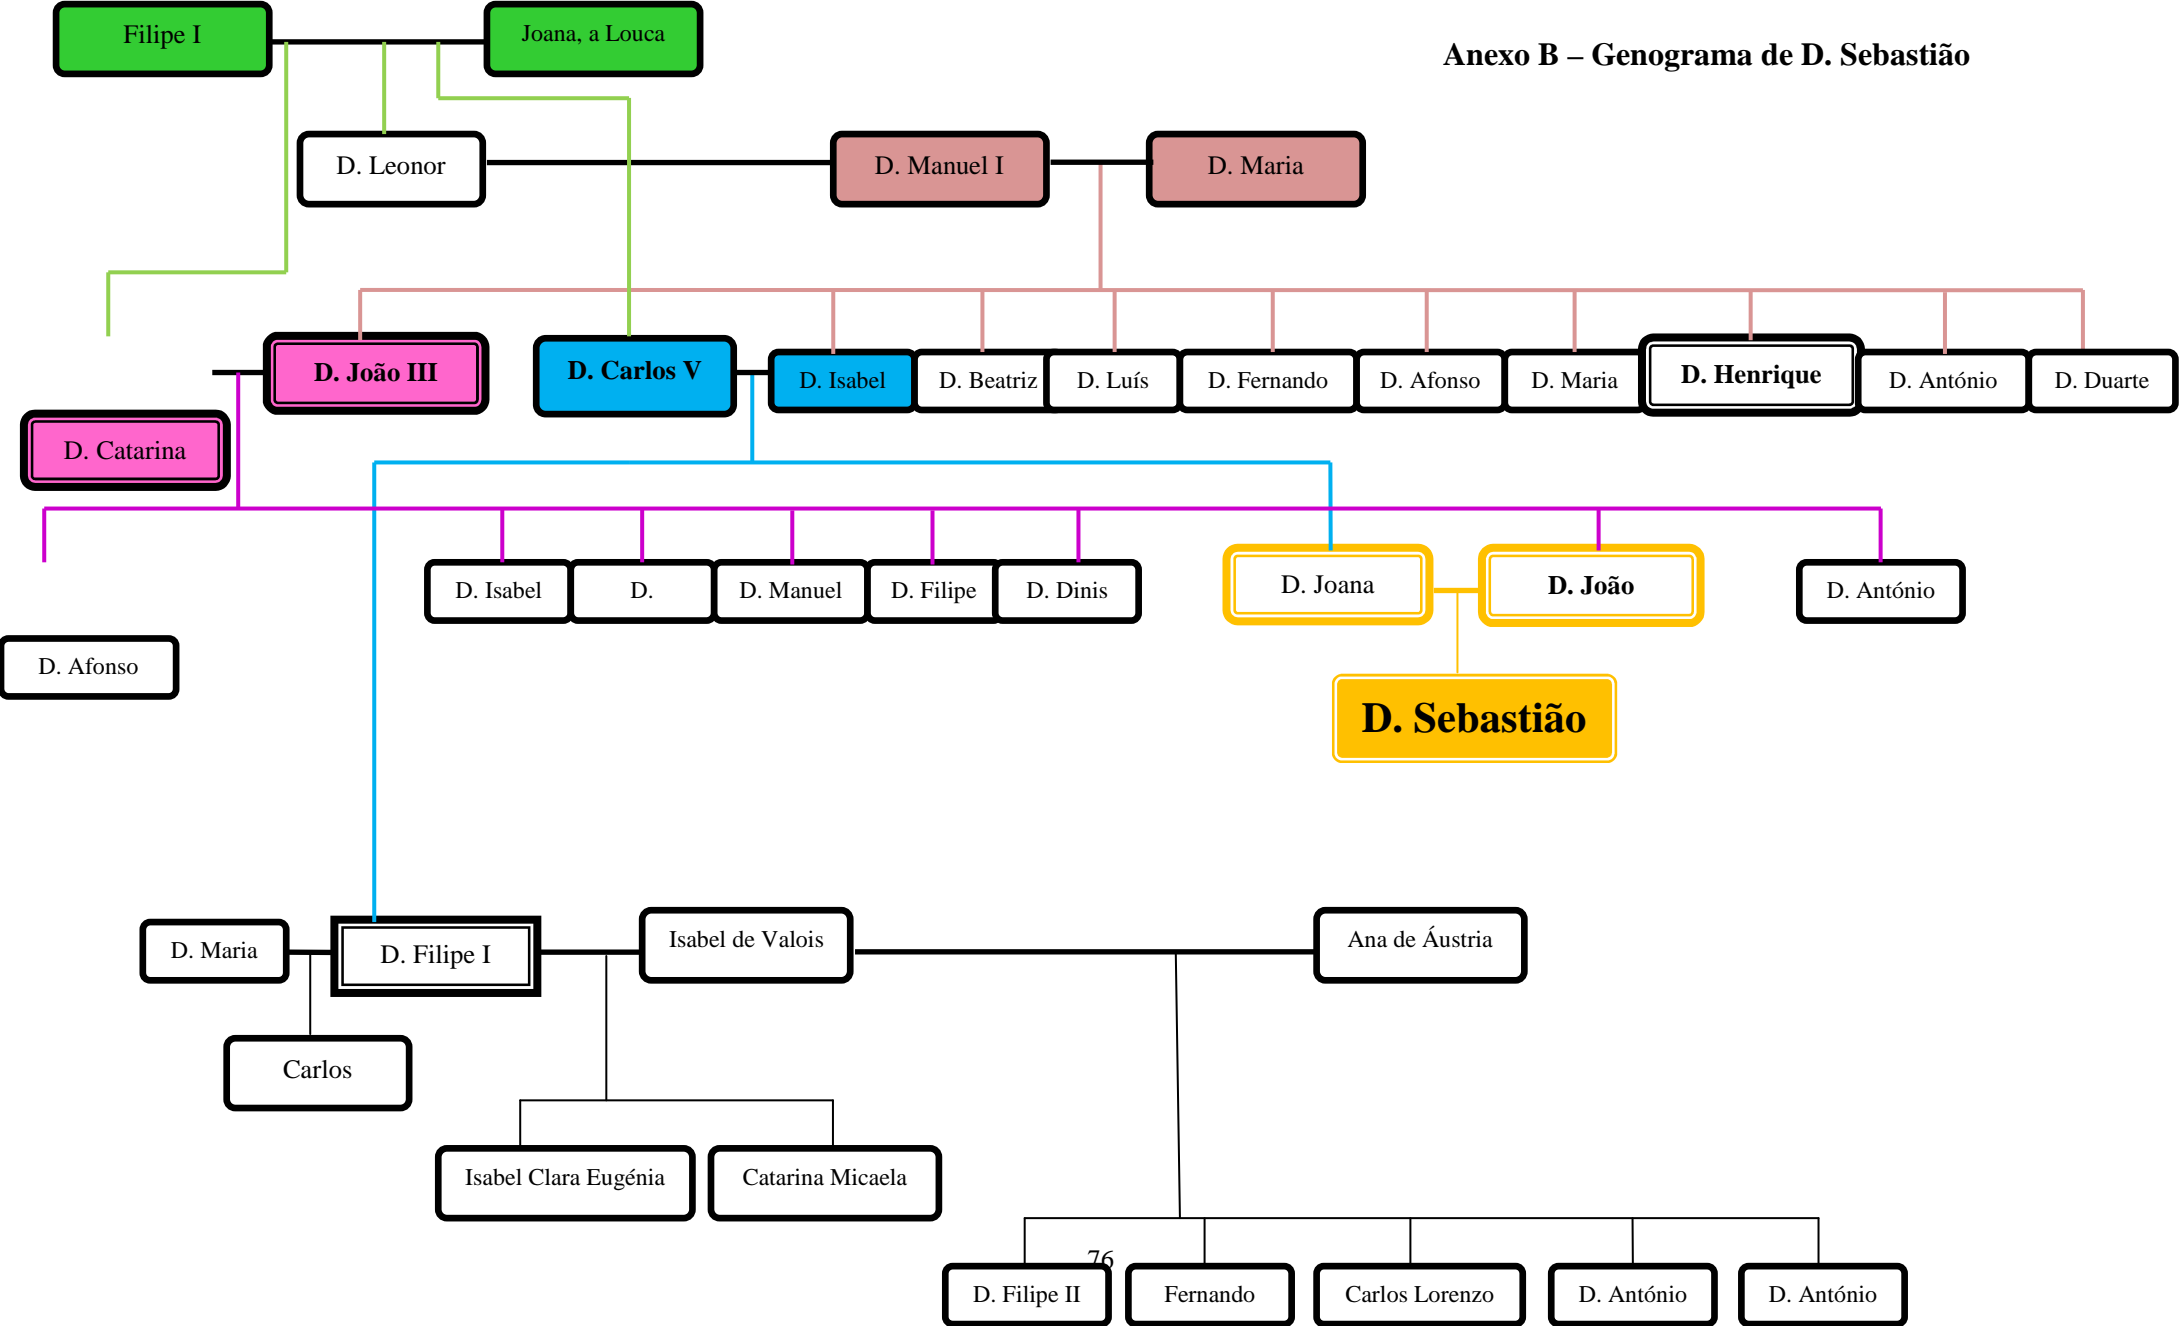 Filipe I
Joana, a Louca
Anexo B – Genograma de D. Sebastião
D. Leonor
D. Manuel I
D. Maria
D. João III
D. Carlos V
D. Isabel
D. Beatriz
D. Luís
D. Fernando
D. Afonso
D. Maria
D. Henrique
D. António
D. Duarte
D. Catarina
D. Isabel
D.
D. Manuel
D. Filipe
D. Dinis
D. Joana
D. João
D. António
D. Afonso
D. Sebastião
D. Maria
D. Filipe I
Isabel de Valois
Ana de Áustria
Carlos
Isabel Clara Eugénia
Catarina Micaela
76
D. Filipe II
Fernando
Carlos Lorenzo
D. António
D. António